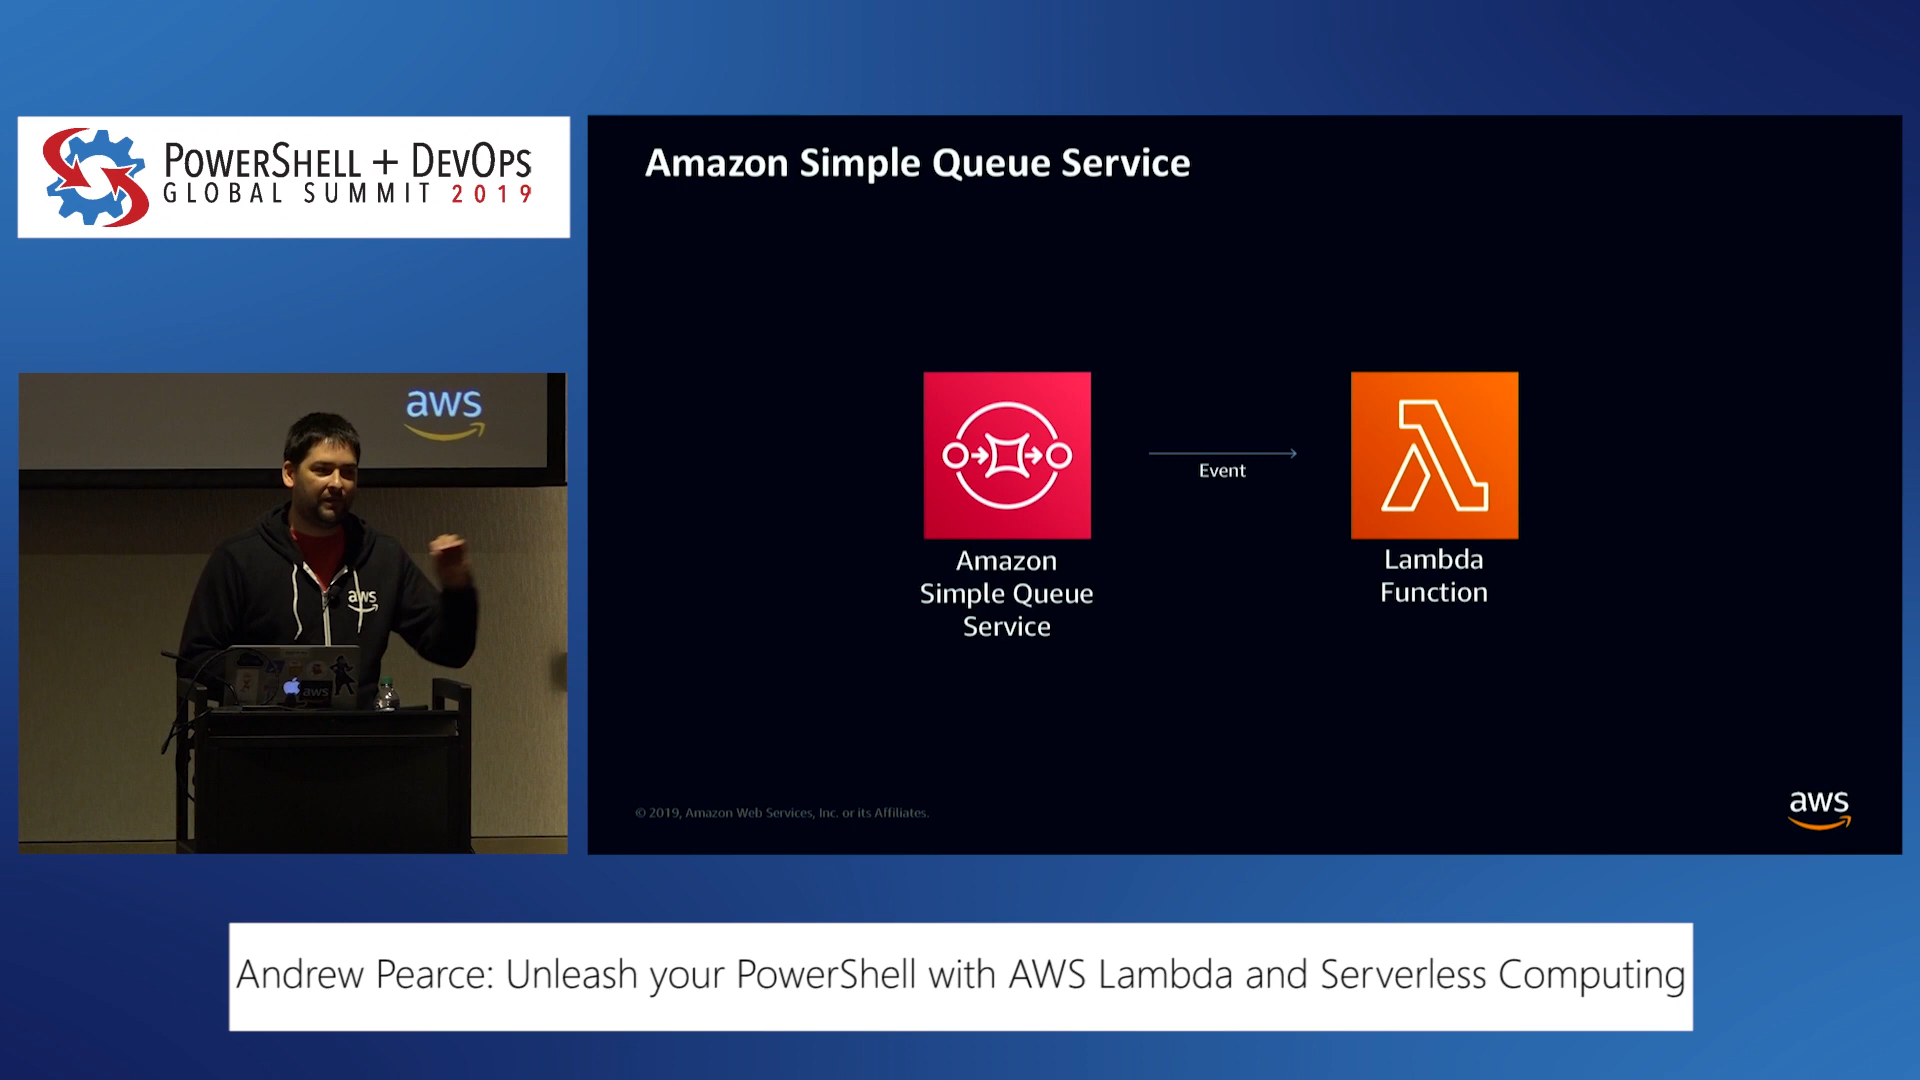 POWERSHELL + DEVOPS
GLOBAL SUMMIT 2019
Amazon Simple Queue Service
aws
aws
aws
Event
Amazon
Simple Queue
Service
Lambda
Function
© 2019, Amazon Web Services, Inc. or its Affiliates.
aws
Andrew Pearce: Unleash your PowerShell with AWS Lambda and Serverless Computing